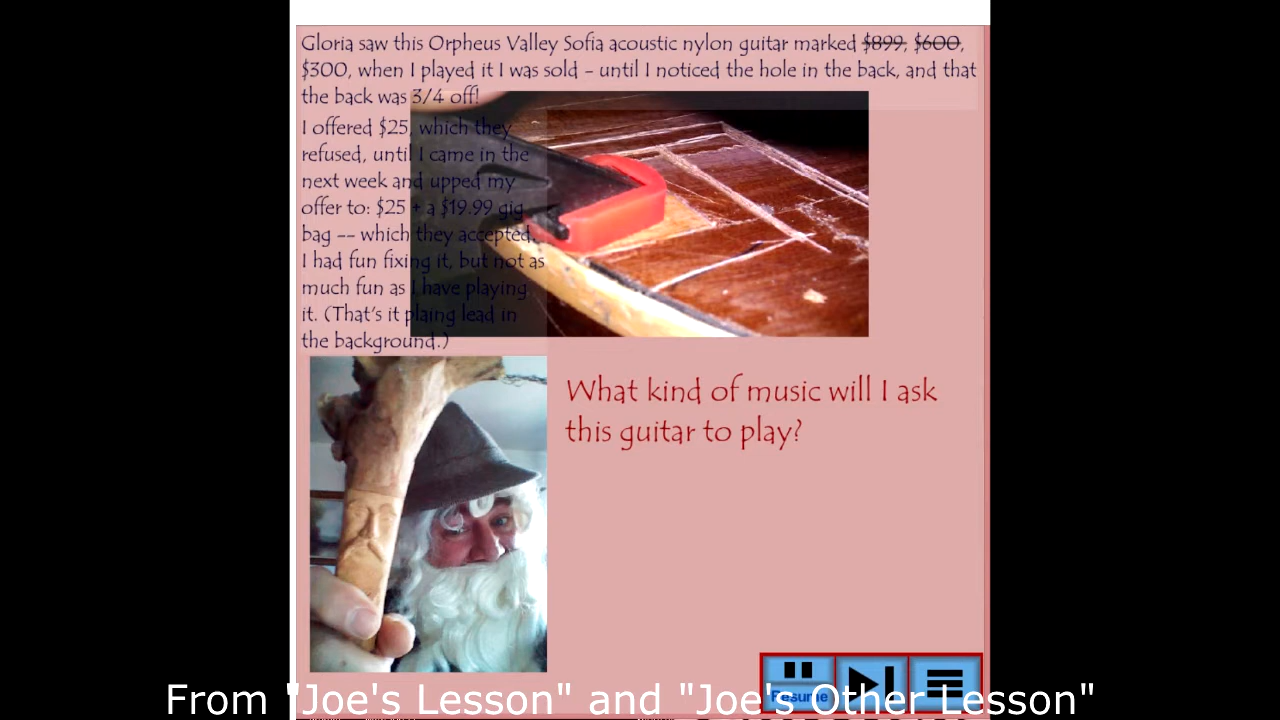 Gloria saw this Orpheus Valley Sofia acoustic nylon guitar marked $899, $600,
$300, when I played it I was sold - until I noticed the hole in the back, and that
the back was 3/4 off!
I offered $25, which they
refused, until I came in the
next week and upped my
offer to: $25 + a $19.99 gig
bag -- which they accepted.
I had fun fixing it, but not as
much fun as I have playing
it. (That's it plaing lead in
the background.)
What kind of music will I ask
this guitar to play?
Resume
From "Joe's Lesson" and "Joe's Other Lesson"